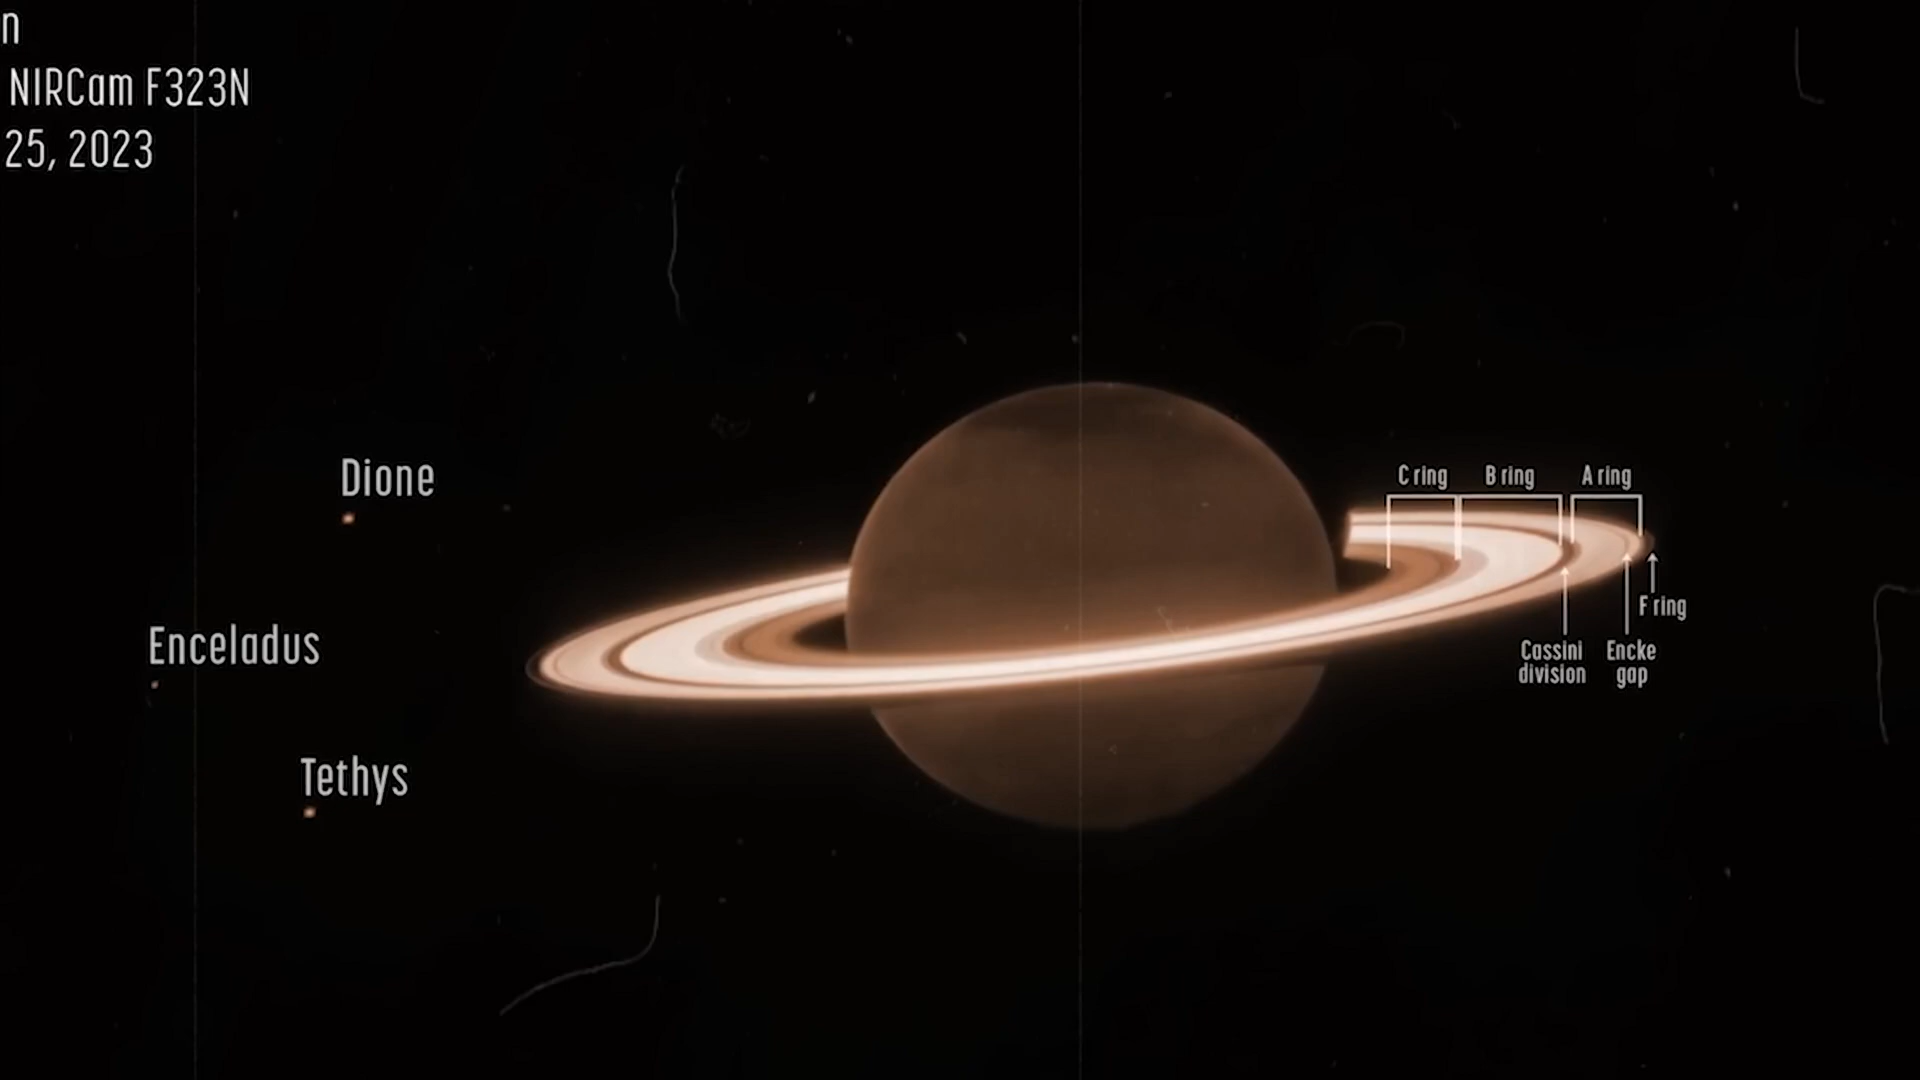 n
NIRCam F323N
25, 2023
Dione
Enceladus
Tethys
C ring
B ring
A ring
F ring
Cassini
division
Encke
gap